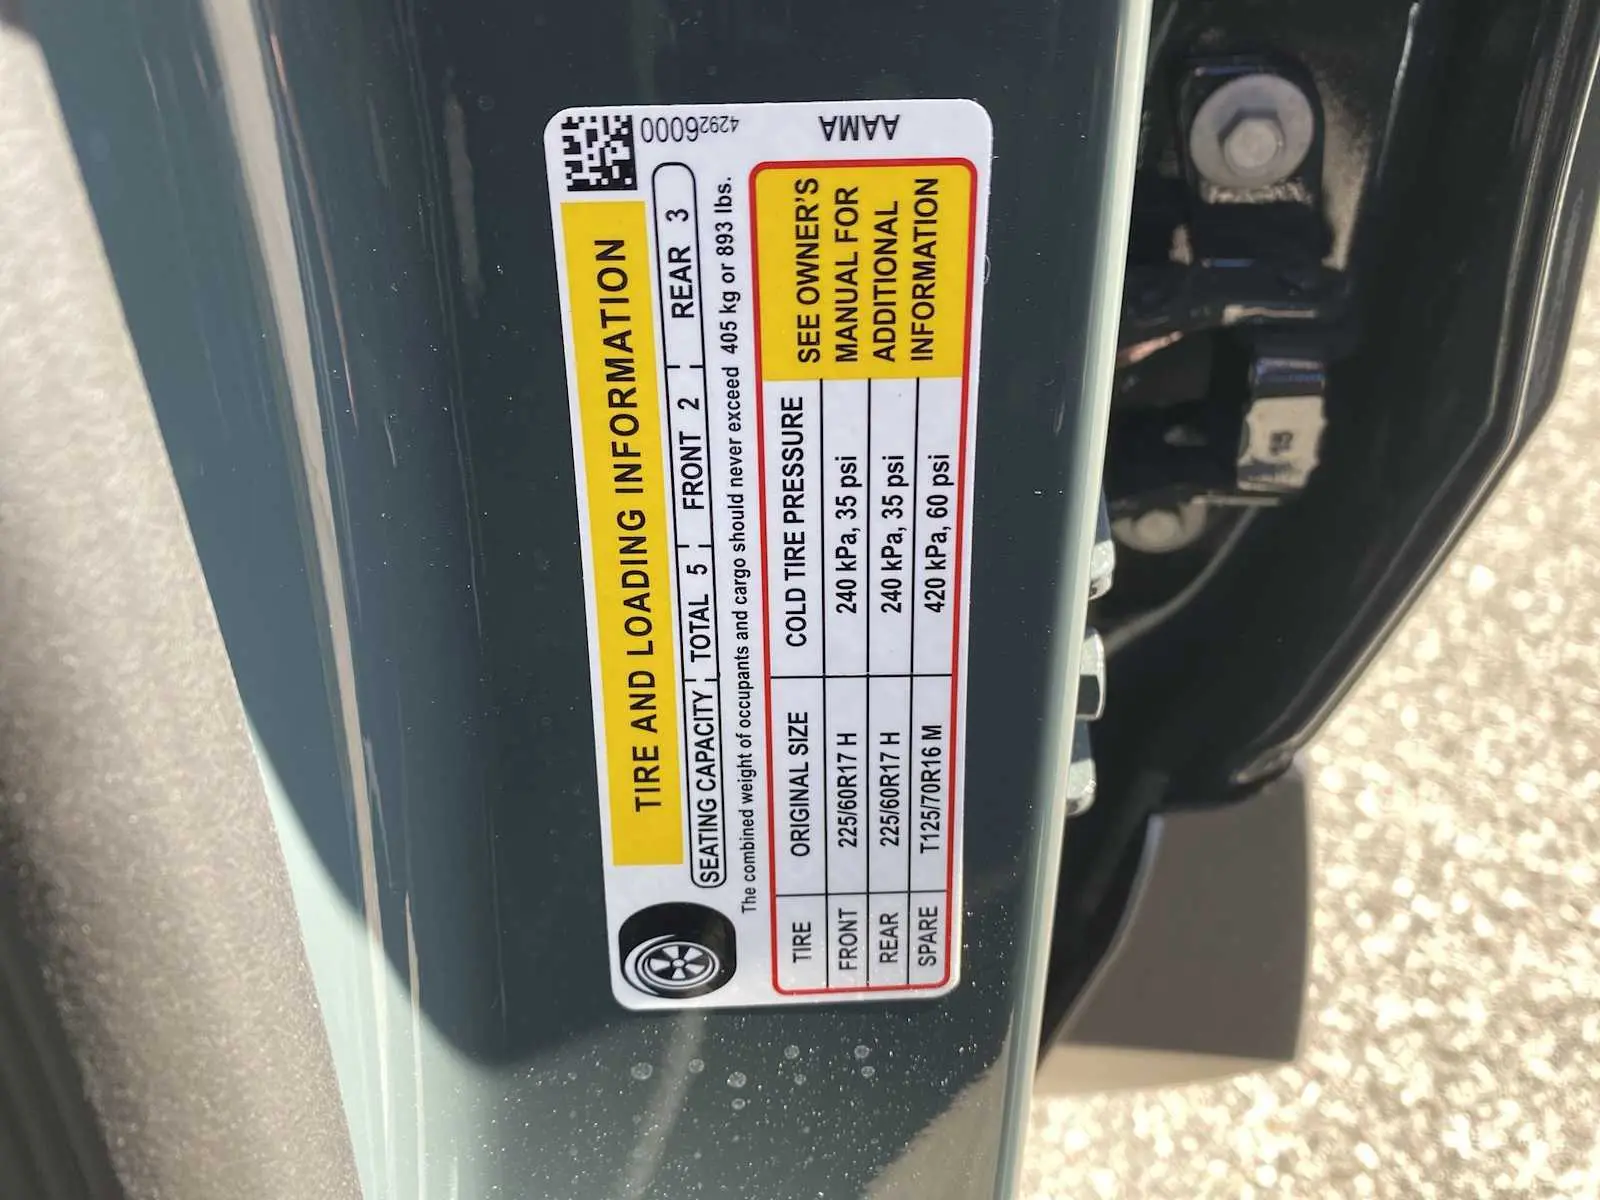 TIRE AND LOADING INFORMATION
42926000
SEATING CAPACITY TOTAL 5 FRONT 2 REAR 3
The combined weight of occupants and cargo should never exceed 405 kg or 893 lbs.
TIRE ORIGINAL SIZE COLD TIRE PRESSURE
FRONT 225/60R17 H 240 kPa, 35 psi
REAR 225/60R17 H 240 kPa, 35 psi
SPARE T125/70R16 M 420 kPa, 60 psi
SEE OWNER'S
MANUAL FOR
ADDITIONAL
INFORMATION
AAMA